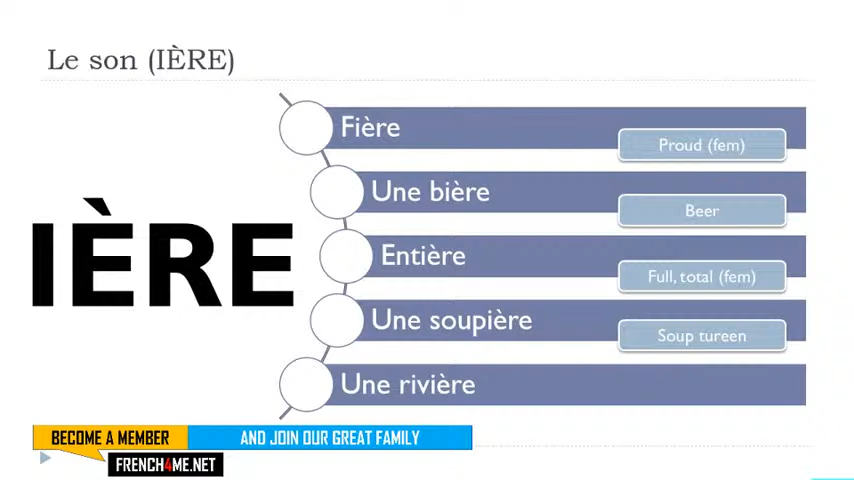 Le son (IÈRE)
IÈRE
Fière
Proud (fem)
Une bière
Beer
Entière
Full, total (fem)
Une soupière
Soup tureen
Une rivière
BECOME A MEMBER
AND JOIN OUR GREAT FAMILY
FRENCH4ME.NET